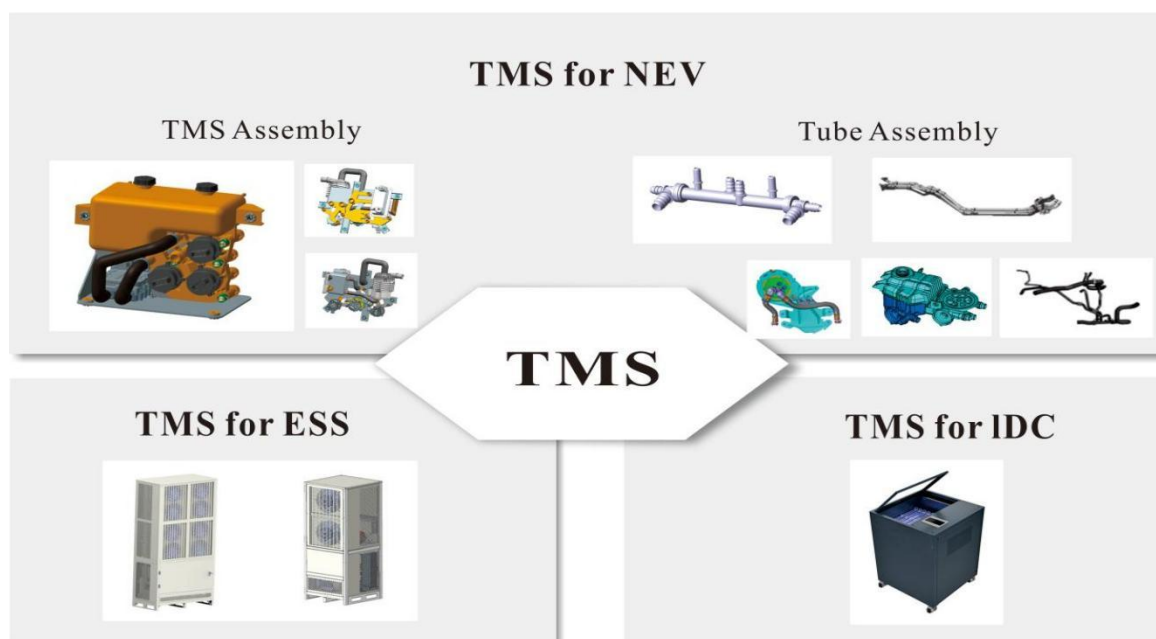 TMS for NEV
TMS Assembly
Tube Assembly
TMS
TMS for ESS
TMS for lDC